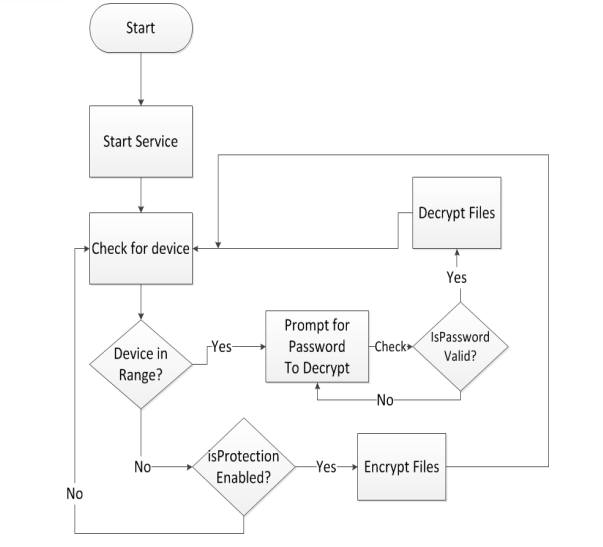 Start
Start Service
Check for device
Decrypt Files
Yes
Device in
Range?
Yes
Prompt for
Password
To Decrypt
Check
IsPassword
Valid?
No
No
isProtection
Enabled?
Yes
Encrypt Files
No